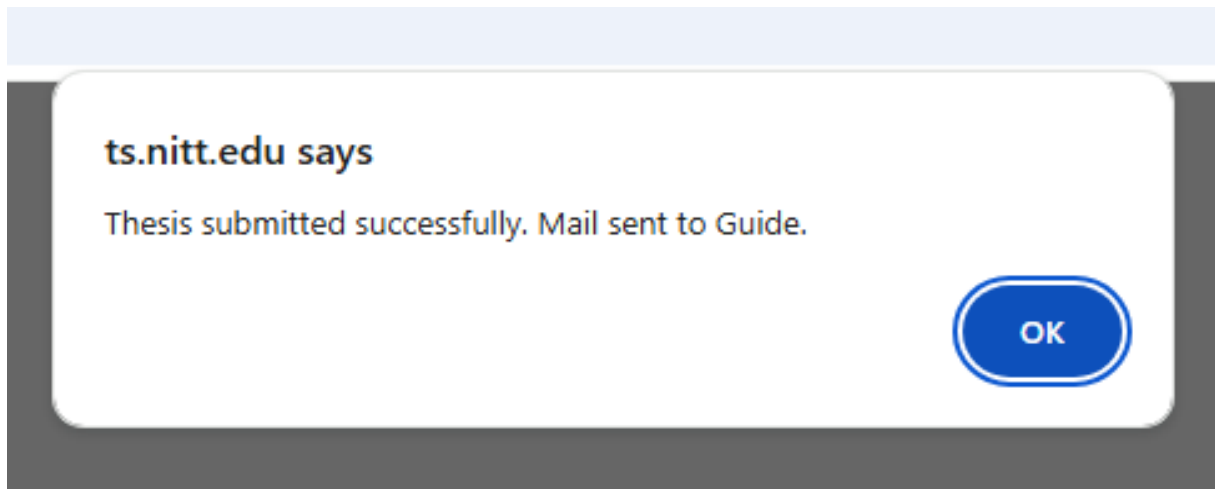 ts.nitt.edu says
Thesis submitted successfully. Mail sent to Guide.
OK